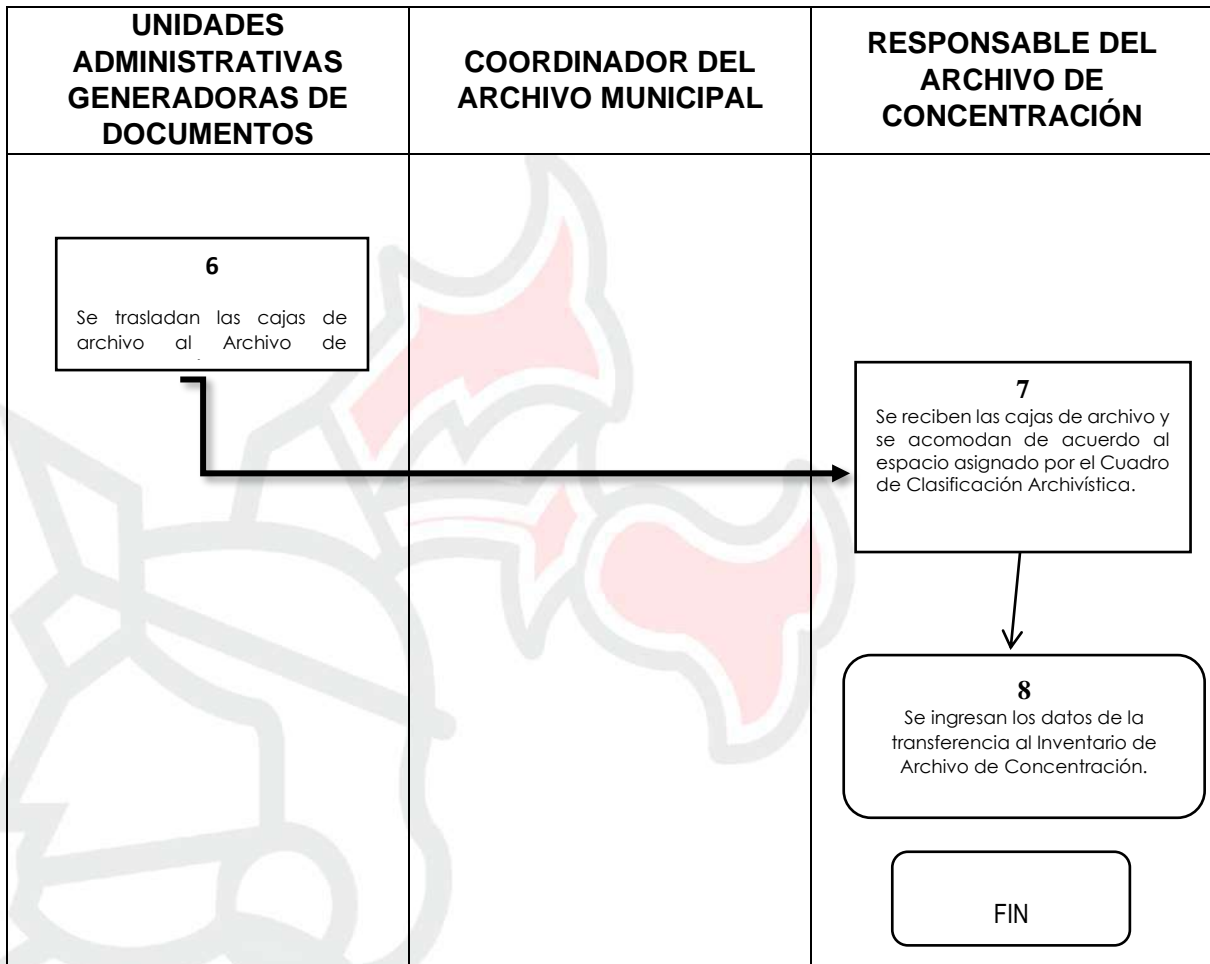 UNIDADES
ADMINISTRATIVAS
GENERADORAS DE
DOCUMENTOS
COORDINADOR DEL
ARCHIVO MUNICIPAL
RESPONSABLE DEL
ARCHIVO DE
CONCENTRACIÓN
6
Se trasladan las cajas de
archivo al Archivo de
7
Se reciben las cajas de archivo y
se acomodan de acuerdo al
espacio asignado por el Cuadro
de Clasificación Archivística.
8
Se ingresan los datos de la
transferencia al Inventario de
Archivo de Concentración.
FIN